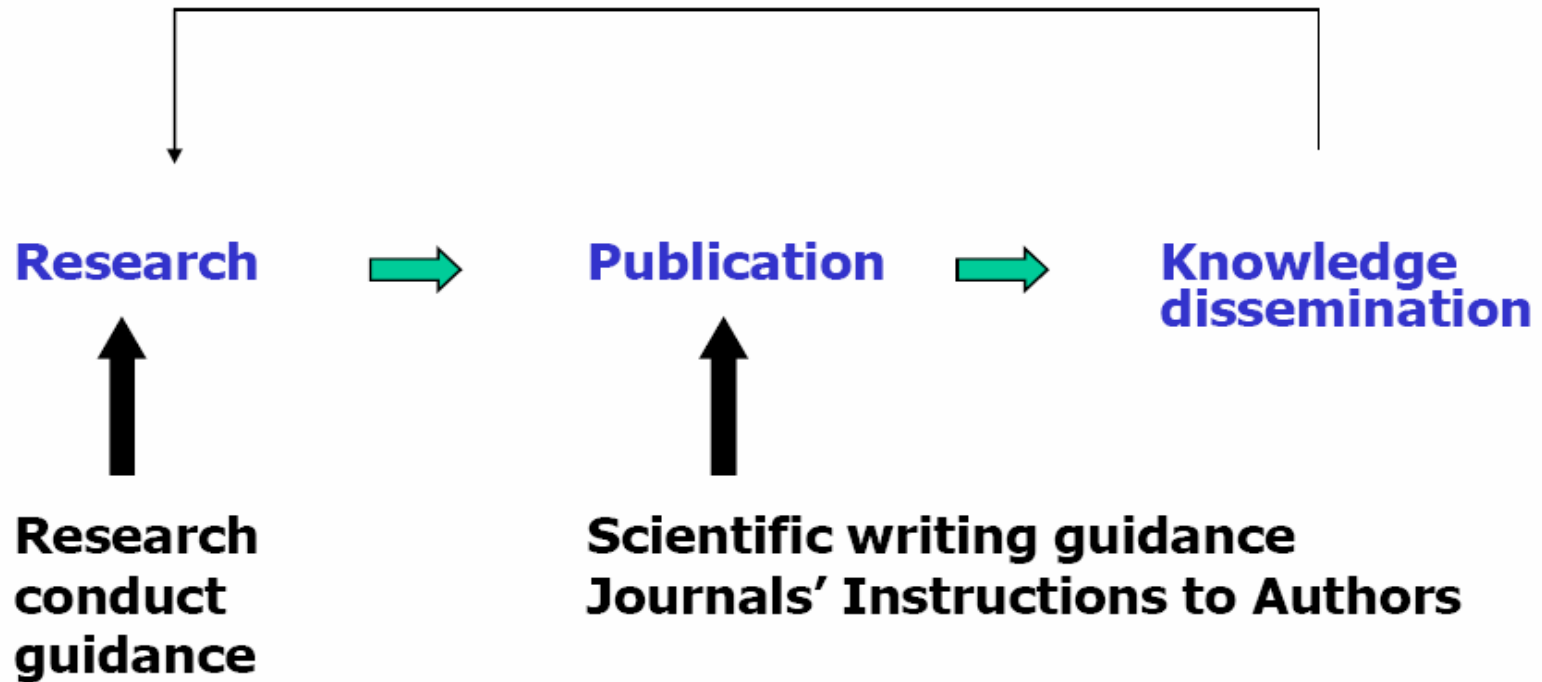 Research
Publication
Knowledge
dissemination
Research
conduct
guidance
Scientific writing guidance
Journals’ Instructions to Authors